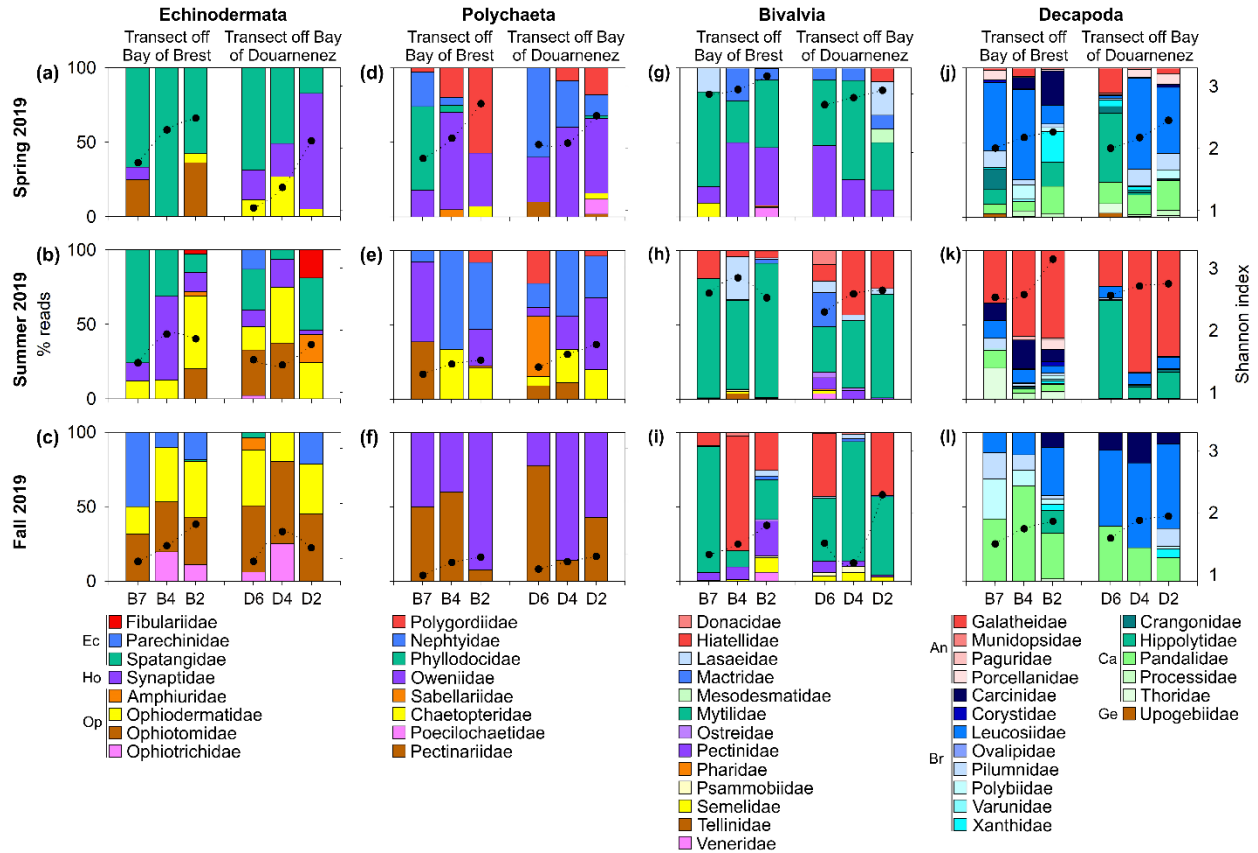 Echinodermata
Polychaeta
Bivalvia
Decapoda
Transect off Bay of Brest
Transect off Bay of Douarnenez
Transect off Bay of Brest
Transect off Bay of Douarnenez
Transect off Bay of Brest
Transect off Bay of Douarnenez
Transect off Bay of Brest
Transect off Bay of Douarnenez
Spring 2019
(a)
100
50
0
(d)
(g)
(j)
3
2
1
Summer 2019
% reads
(b)
100
50
0
(e)
(h)
(k)
3
2
1
Shannon index
Fall 2019
(c)
100
50
0
(f)
(i)
(l)
3
2
1
B7 B4 B2 D6 D4 D2
B7 B4 B2 D6 D4 D2
B7 B4 B2 D6 D4 D2
B7 B4 B2 D6 D4 D2
Ec
Fibulariidae
Parechinidae
Spatangidae
Ho
Synaptidae
Op
Amphiuridae
Ophiodermatidae
Ophiotomidae
Ophiotrichidae
Polygordiidae
Nephtyidae
Phyllodocidae
Oweniidae
Sabellariidae
Chaetopteridae
Poecilochaetidae
Pectinariidae
Donacidae
Hiatellidae
Lasaeidae
Mactridae
Mesodesmatidae
Mytilidae
Ostreidae
Pectinidae
Pharidae
Psammobiidae
Semelidae
Tellinidae
Veneridae
An
Galatheidae
Munidopsidae
Paguridae
Porcellanidae
Br
Carcinidae
Corystidae
Leucosiidae
Ovalipidae
Pilumnidae
Polybiidae
Varunidae
Xanthidae
Ca
Crangonidae
Hippolytidae
Pandalidae
Processidae
Thoridae
Ge
Upogebiidae